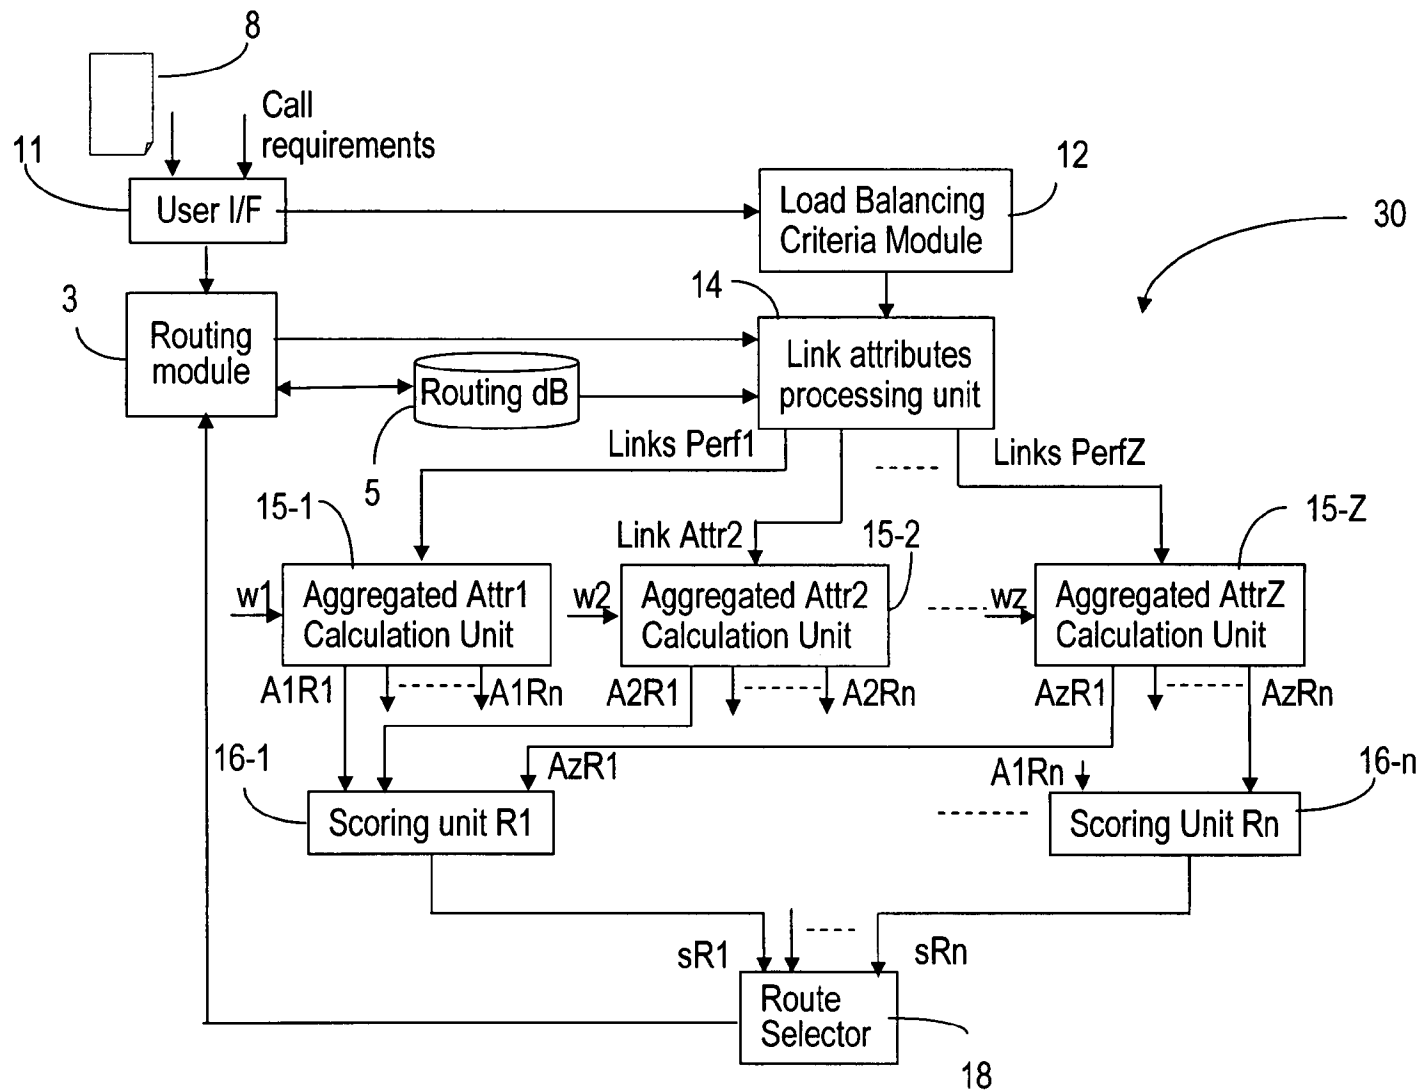 8
Call
requirements
11
User I/F
12
Load Balancing
Criteria Module
30
3
Routing
module
14
Link attributes
processing unit
Routing dB
5
Links Perf1
Links PerfZ
15-1
Link Attr2
15-2
15-Z
w1
Aggregated Attr1
Calculation Unit
w2
Aggregated Attr2
Calculation Unit
wz
Aggregated AttrZ
Calculation Unit
A1R1
A1Rn
A2R1
A2Rn
AzR1
AzRn
16-1
AzR1
A1Rn
16-n
Scoring unit R1
Scoring Unit Rn
sR1
sRn
Route
Selector
18